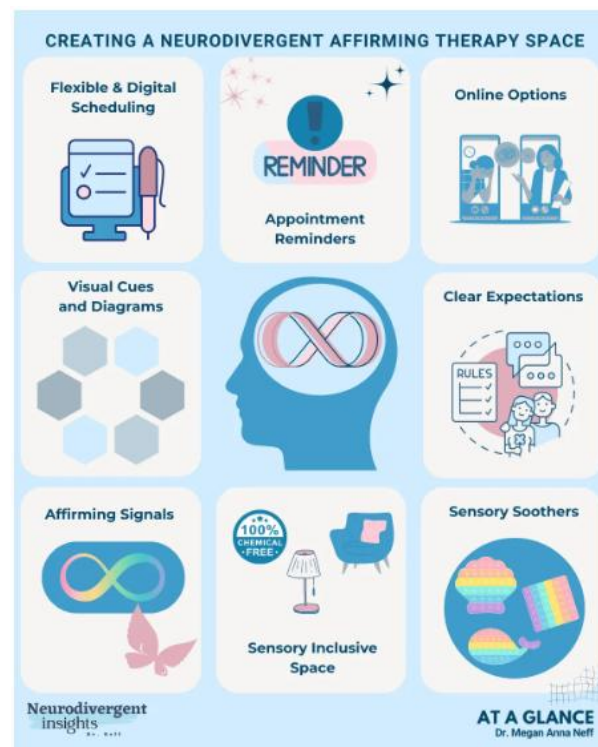 CREATING A NEURODIVERGENT AFFIRMING THERAPY SPACE
Flexible & Digital
Scheduling
REMINDER
Appointment
Reminders
Online Options
Visual Cues
and Diagrams
Clear Expectations
RULES
Affirming Signals
100%
CHEMICAL
FREE
Sensory Inclusive
Space
Sensory Soothers
Neurodivergent
insights
Dr. Neff
AT A GLANCE
Dr. Megan Anna Neff